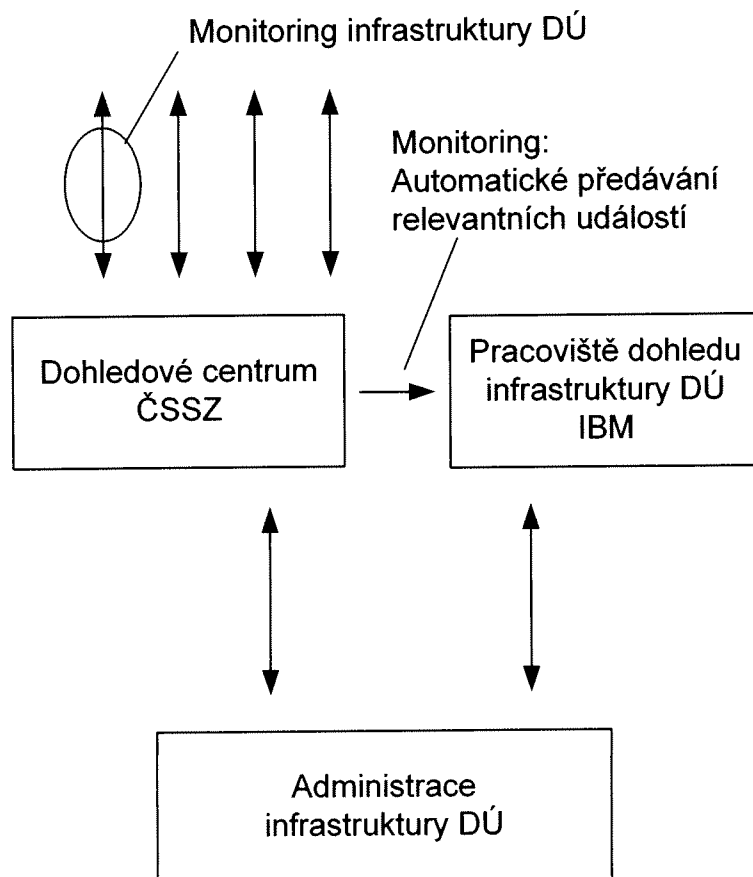 Monitoring infrastruktury DÚ
Monitoring:
Automatické předávání
relevantních událostí
Dohledové centrum
ČSSZ
Pracoviště dohledu
infrastruktury DÚ
IBM
Administrace
infrastruktury DÚ